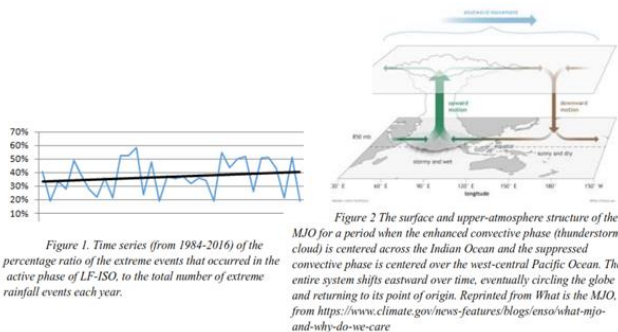 70%
60%
50%
40%
30%
20%
10%
Figure 1. Time series (from 1984-2016) of the
percentage ratio of the extreme events that occurred in the
active phase of LF-ISO, to the total number of extreme
rainfall events each year.
eastward movement
upward
motion
downward
motion
850 mb
equator
stormy and wet
sunny and dry
30° E
60° E
90° E
120° E
150° E
180°
150° W
longitude
Figure 2 The surface and upper-atmosphere structure of the
MJO for a period when the enhanced convective phase (thunderstorm
cloud) is centered across the Indian Ocean and the suppressed
convective phase is centered over the west-central Pacific Ocean. The
entire system shifts eastward over time, eventually circling the globe
and returning to its point of origin. Reprinted from What is the MJO,
from https://www.climate.gov/news-features/blogs/enso/what-mjo-
and-why-do-we-care